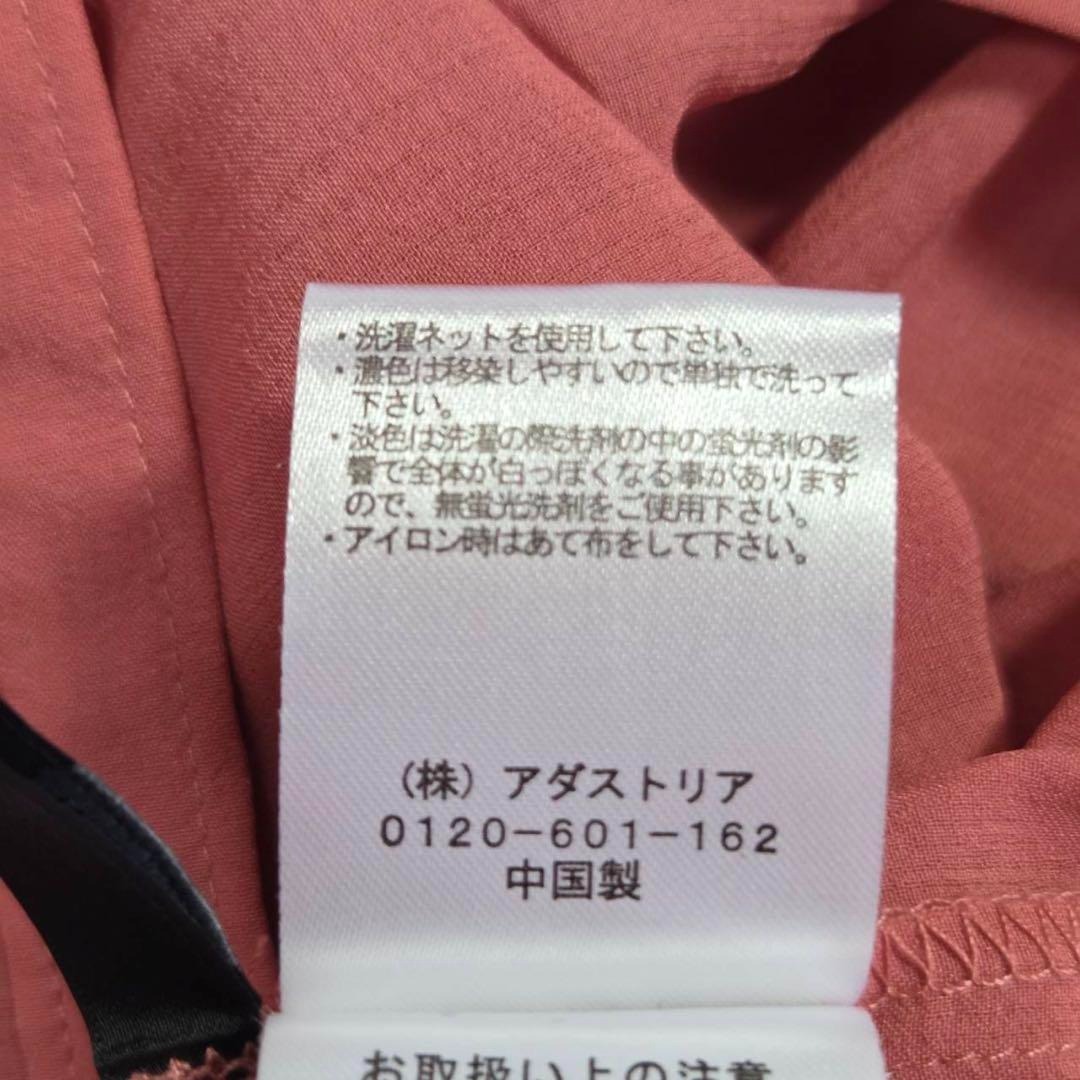 ・洗濯ネットを使用して下さい。
・濃色は移染しやすいので単独で洗って
下さい。
・淡色は洗濯の際洗剤の中の蛍光剤の影
響で全体が白っぽくなる事があります
ので、無蛍光洗剤をご使用下さい。
・アイロン時はあて布をして下さい。
(株) アダストリア
0120-601-162
中国製
お取扱い上の注意